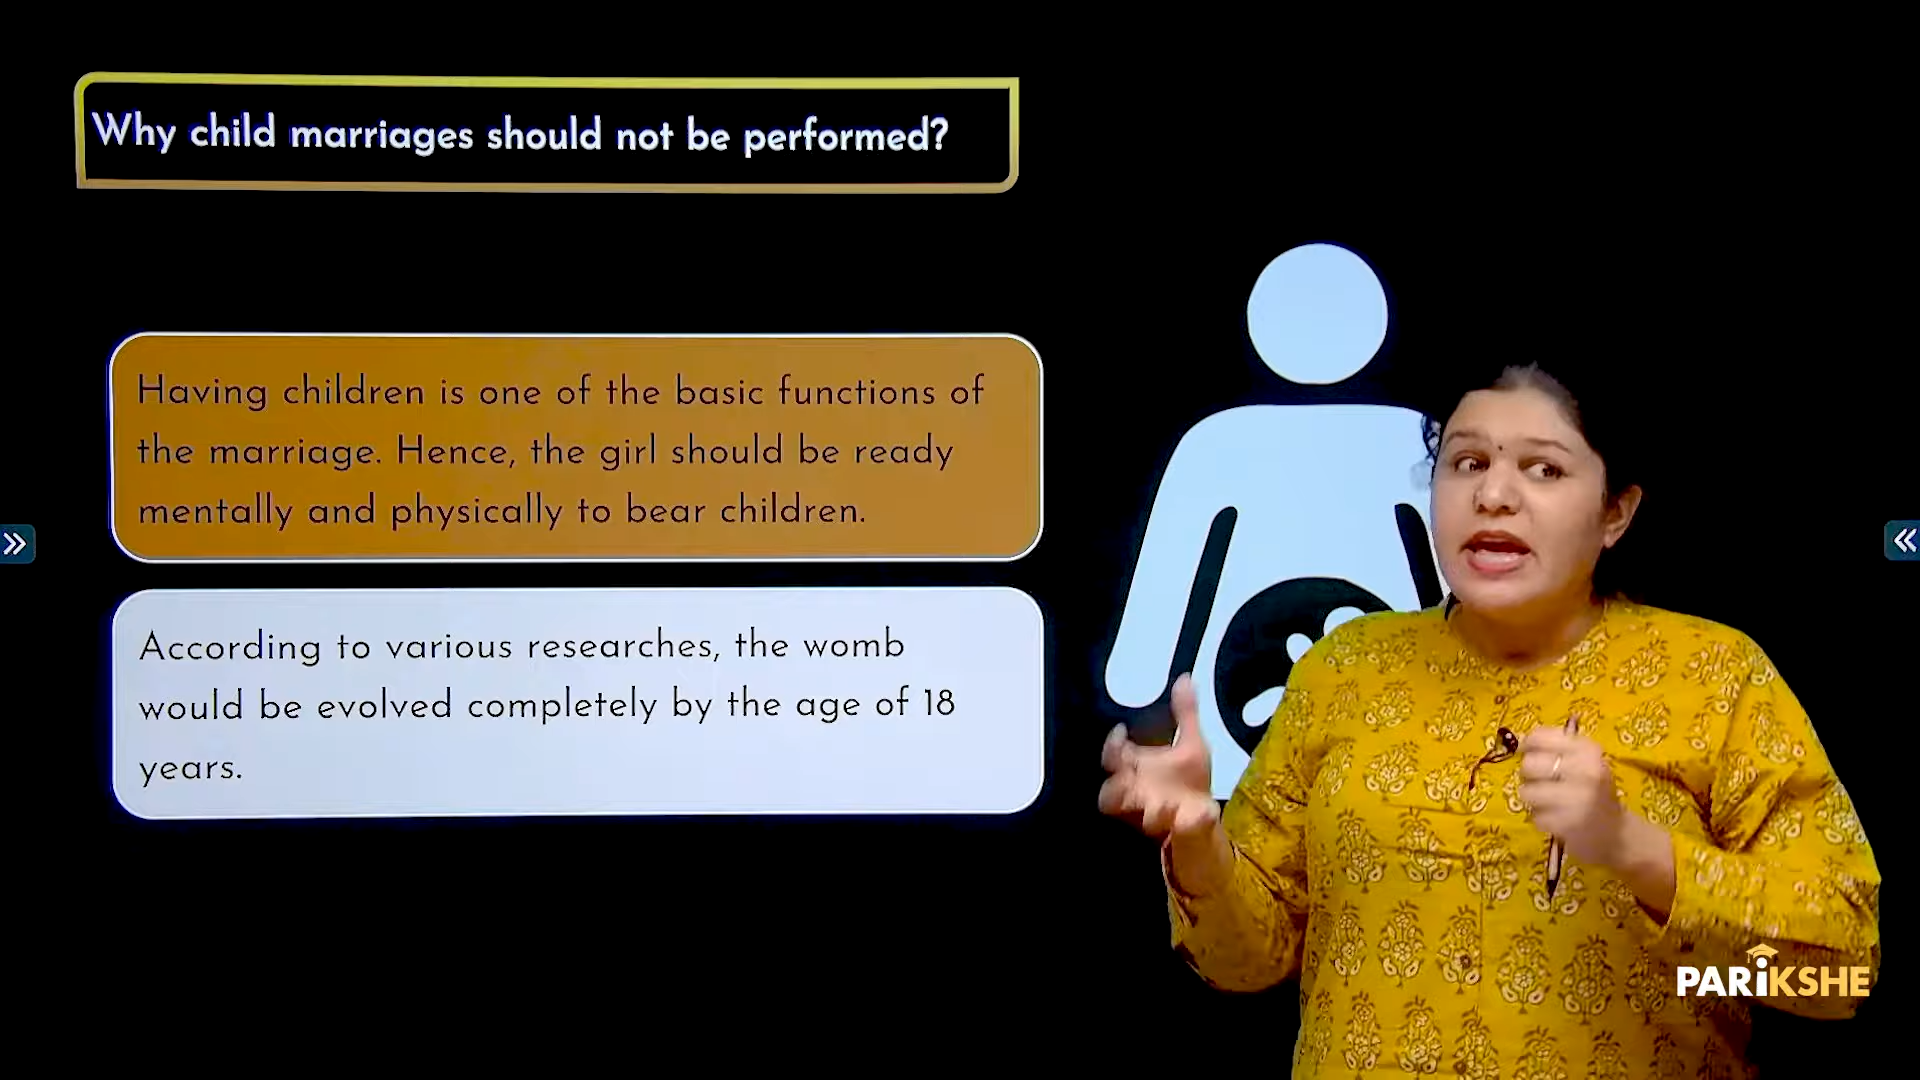 Why child marriages should not be performed?
Having children is one of the basic functions of
the marriage. Hence, the girl should be ready
mentally and physically to bear children.
According to various researches, the womb
would be evolved completely by the age of 18
years.
PARiKSHE